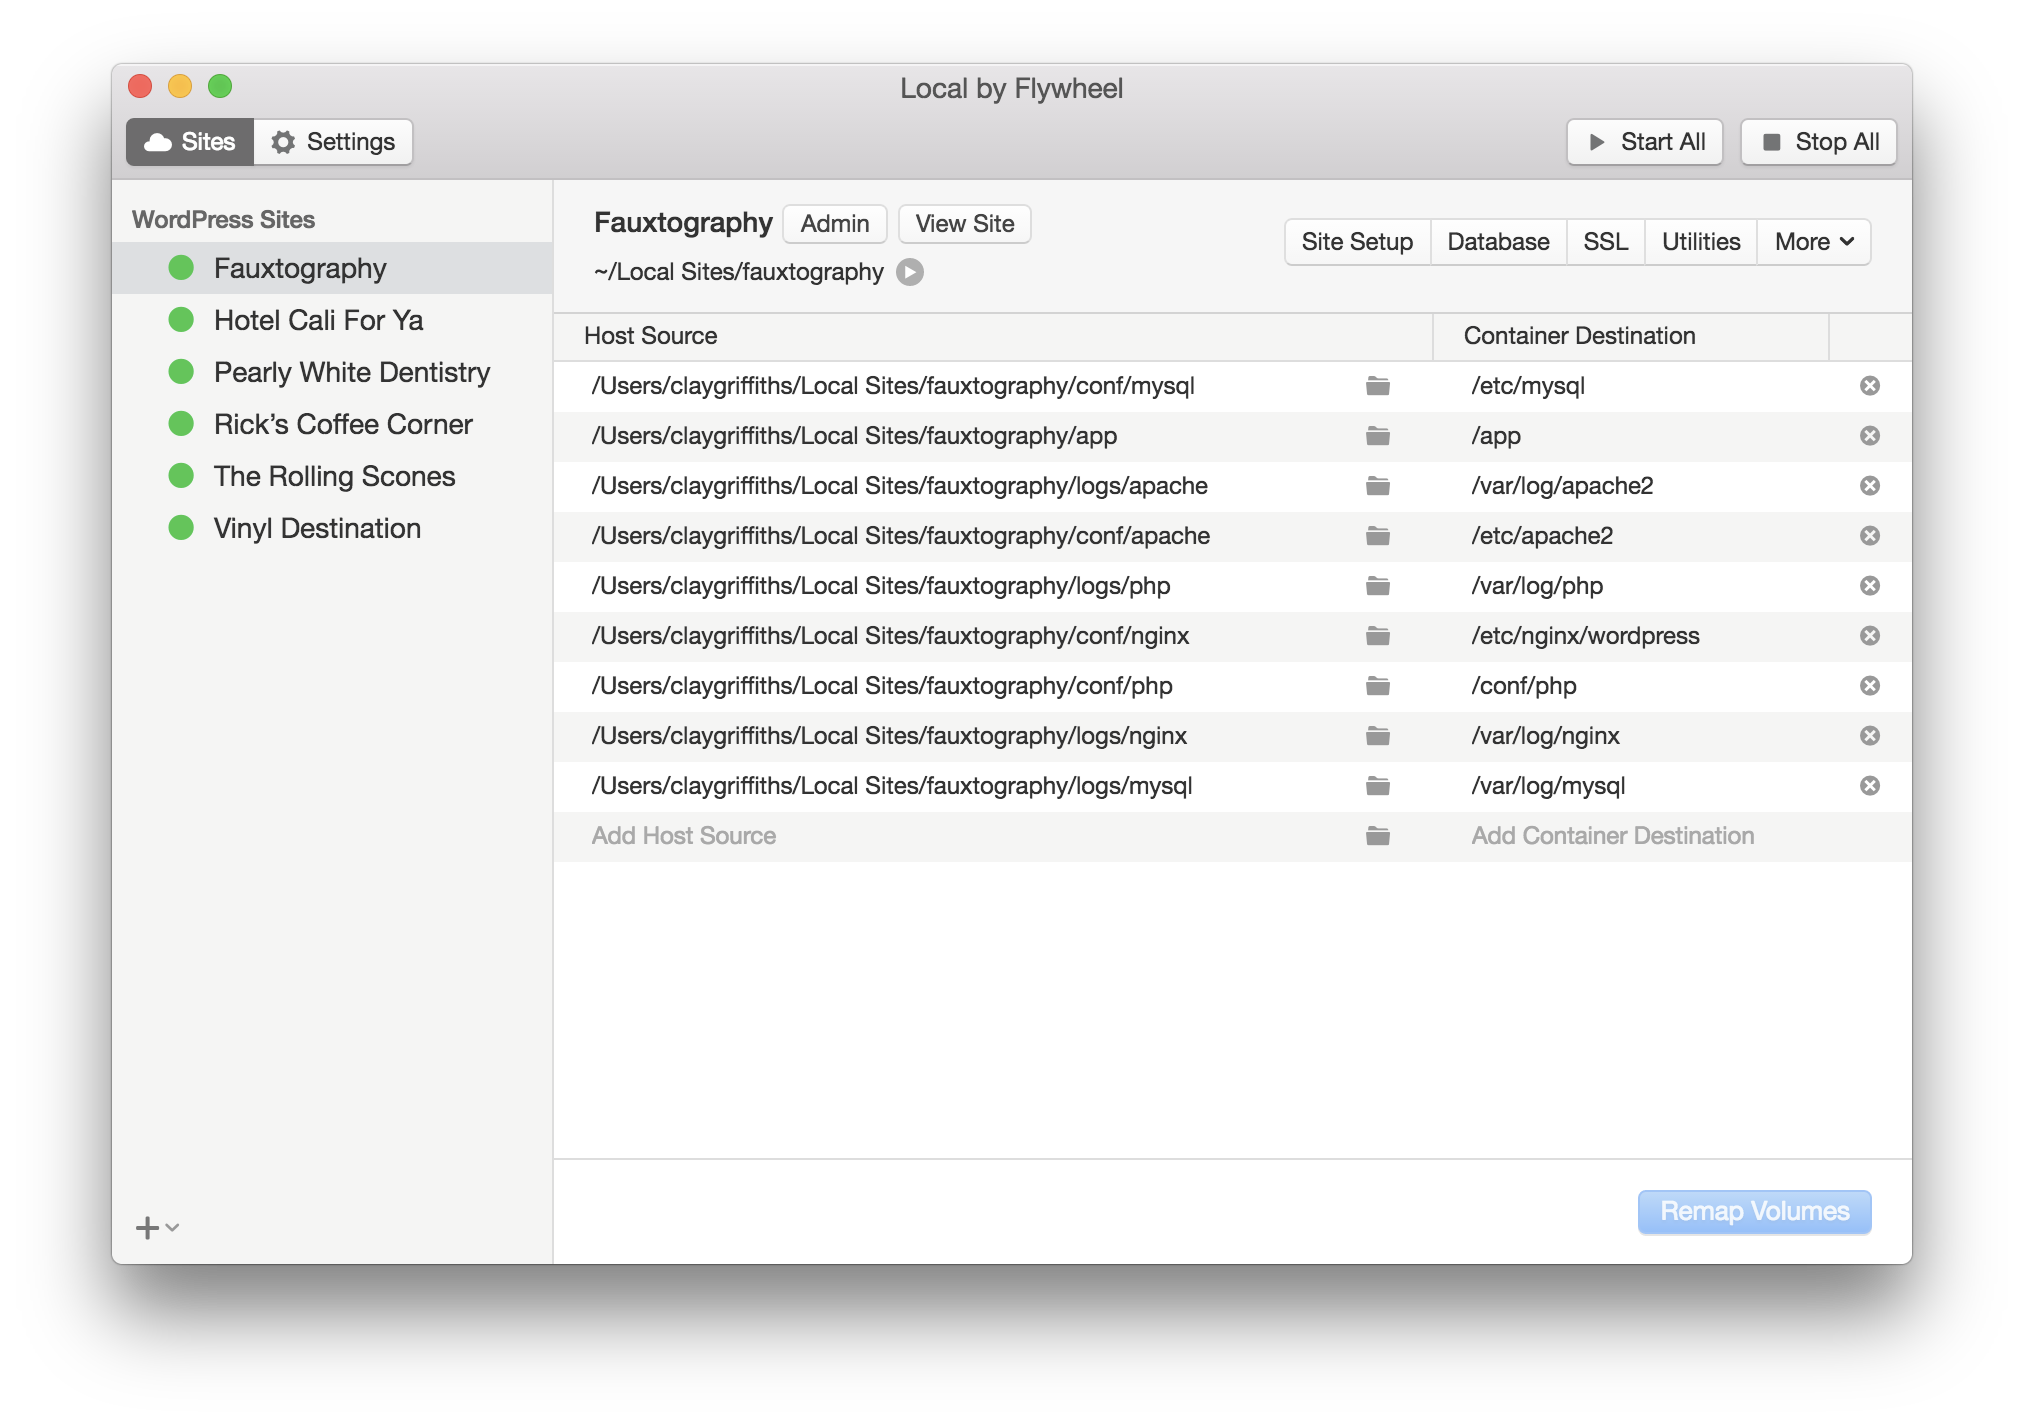 Local by Flywheel
Sites Settings Start All Stop All
WordPress Sites
Fauxtography
Hotel Cali For Ya
Pearly White Dentistry
Rick’s Coffee Corner
The Rolling Scones
Vinyl Destination
Fauxtography Admin View Site
~/Local Sites/fauxtography
Site Setup Database SSL Utilities More
Host Source Container Destination
/Users/claygriffiths/Local Sites/fauxtography/conf/mysql /etc/mysql
/Users/claygriffiths/Local Sites/fauxtography/app /app
/Users/claygriffiths/Local Sites/fauxtography/logs/apache /var/log/apache2
/Users/claygriffiths/Local Sites/fauxtography/conf/apache /etc/apache2
/Users/claygriffiths/Local Sites/fauxtography/logs/php /var/log/php
/Users/claygriffiths/Local Sites/fauxtography/conf/nginx /etc/nginx/wordpress
/Users/claygriffiths/Local Sites/fauxtography/conf/php /conf/php
/Users/claygriffiths/Local Sites/fauxtography/logs/nginx /var/log/nginx
/Users/claygriffiths/Local Sites/fauxtography/logs/mysql /var/log/mysql
Add Host Source Add Container Destination
Remap Volumes